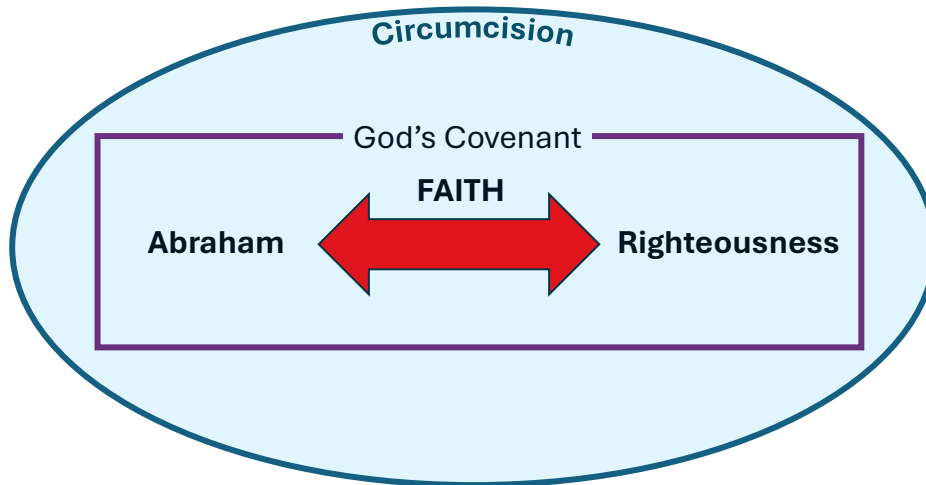 Circumcision
God's Covenant
FAITH
Abraham
Righteousness